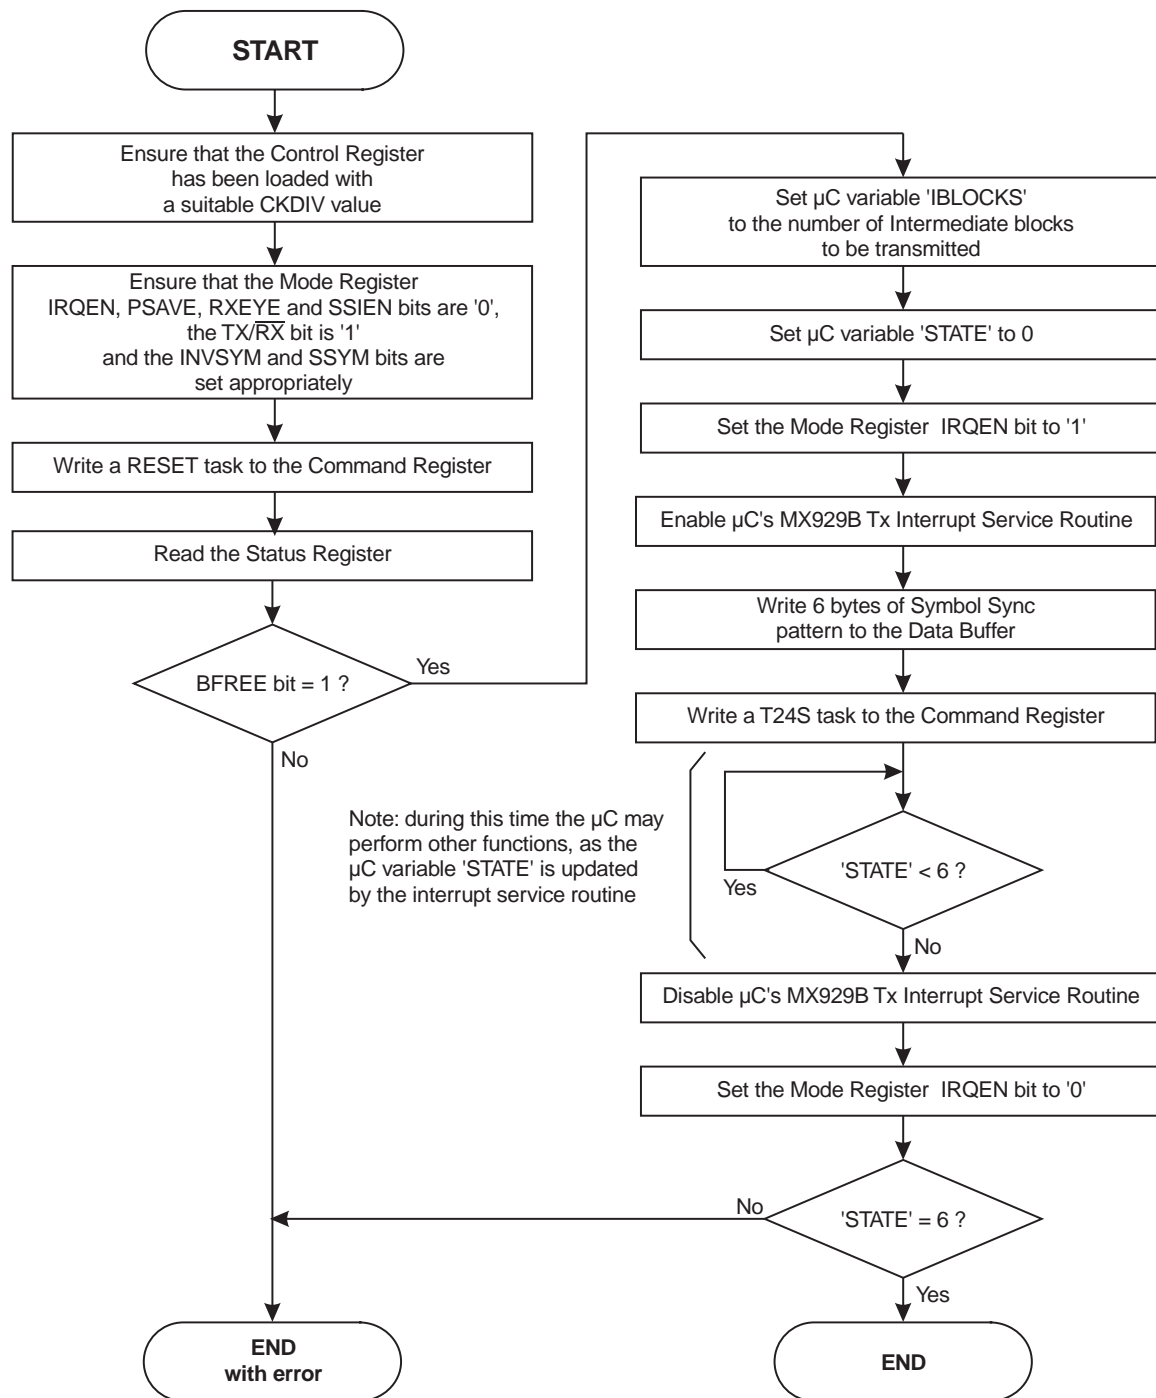 START
Ensure that the Control Register
has been loaded with
a suitable CKDIV value
Ensure that the Mode Register
IRQEN, PSAVE, RXEYE and SSIEN bits are '0',
the TX/R̅X̅ bit is '1'
and the INVSYM and SSYM bits are
set appropriately
Write a RESET task to the Command Register
Read the Status Register
BFREE bit = 1 ?
Yes
No
Set µC variable 'IBLOCKS'
to the number of Intermediate blocks
to be transmitted
Set µC variable 'STATE' to 0
Set the Mode Register IRQEN bit to '1'
Enable µC's MX929B Tx Interrupt Service Routine
Write 6 bytes of Symbol Sync
pattern to the Data Buffer
Write a T24S task to the Command Register
Note: during this time the µC may
perform other functions, as the
µC variable 'STATE' is updated
by the interrupt service routine
'STATE' < 6 ?
Yes
No
Disable µC's MX929B Tx Interrupt Service Routine
Set the Mode Register IRQEN bit to '0'
'STATE' = 6 ?
No
Yes
END
with error
END